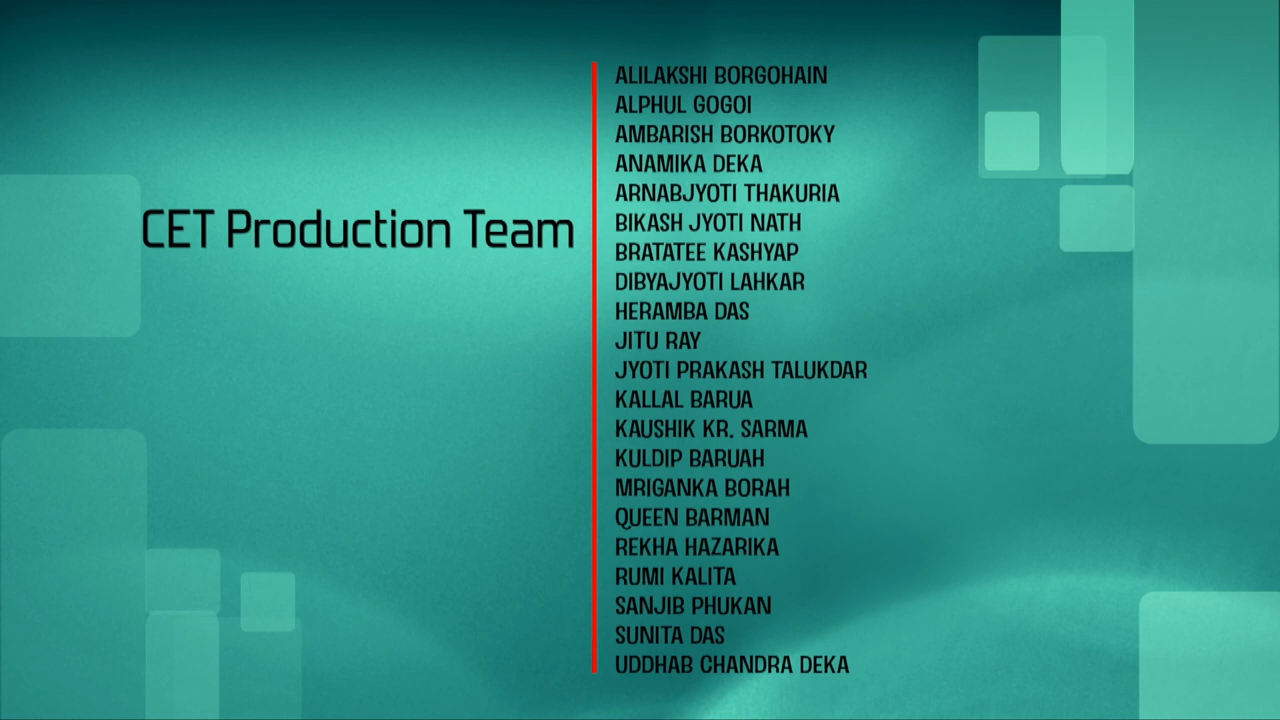 CET Production Team
ALILAKSHI BORGOHAIN
ALPHUL GOGOI
AMBARISH BORKOTOKY
ANAMIKA DEKA
ARNABJYOTI THAKURIA
BIKASH JYOTI NATH
BRATATEE KASHYAP
DIBYAJYOTI LAHKAR
HERAMBA DAS
JITU RAY
JYOTI PRAKASH TALUKDAR
KALLAL BARUA
KAUSHIK KR. SARMA
KULDIP BARUAH
MRIGANKA BORAH
QUEEN BARMAN
REKHA HAZARIKA
RUMI KALITA
SANJIB PHUKAN
SUNITA DAS
UDDHAB CHANDRA DEKA